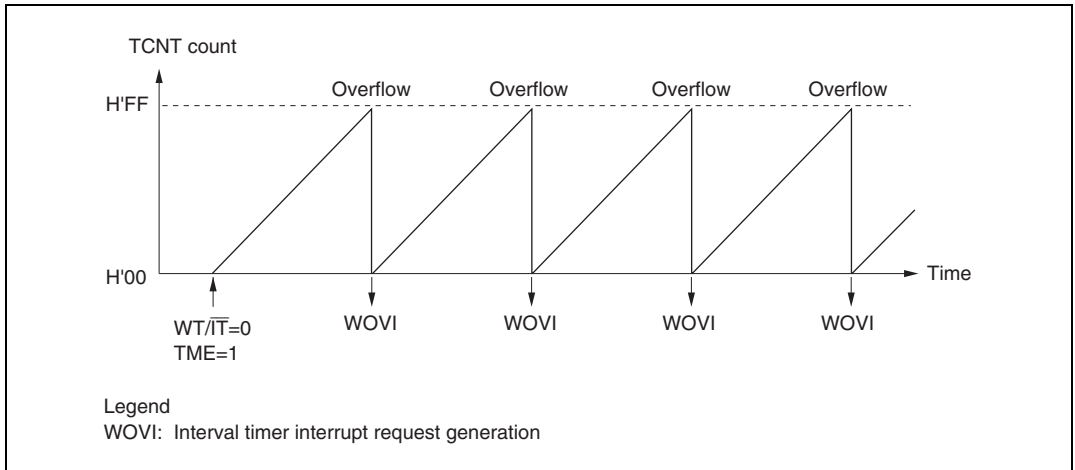 TCNT count
Overflow Overflow Overflow Overflow
H'FF
H'00
Time
WT/I̅T̅=0
TME=1
WOVI WOVI WOVI WOVI
Legend
WOVI: Interval timer interrupt request generation